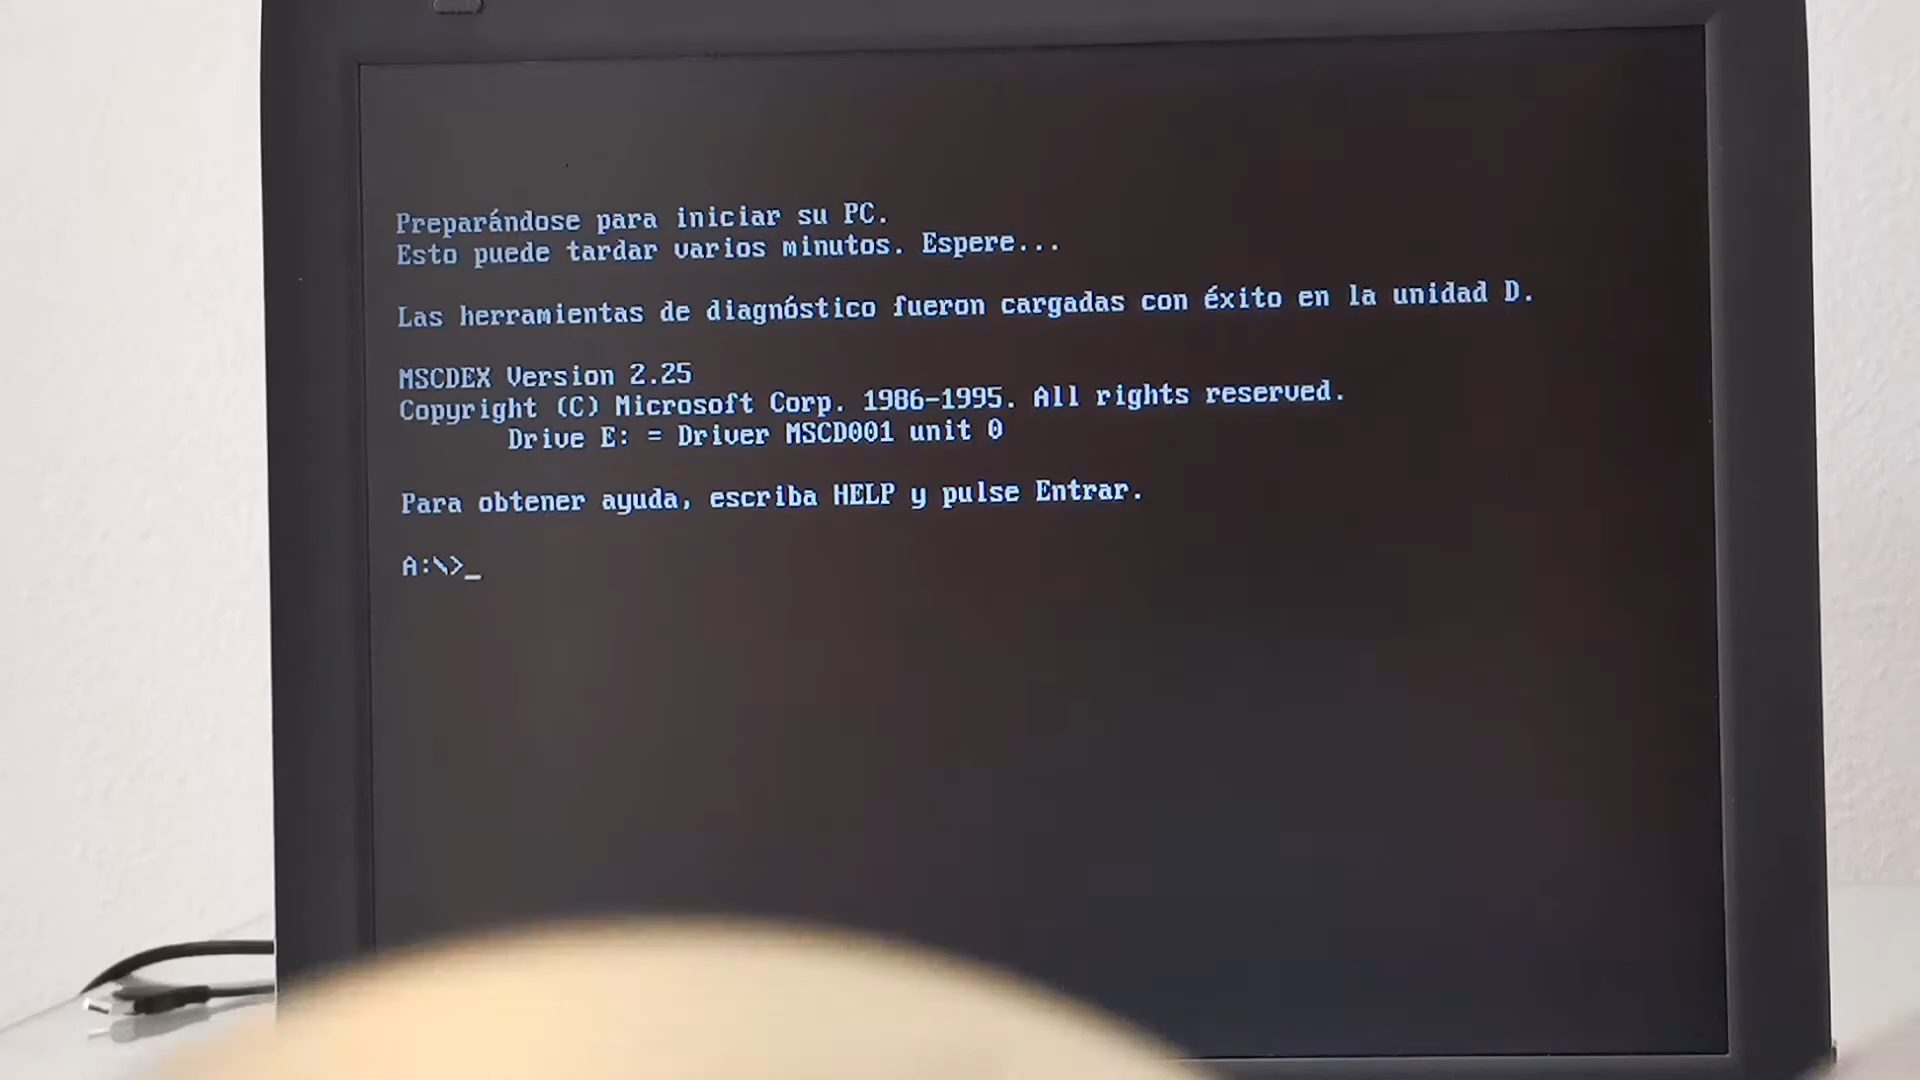 Preparándose para iniciar su PC.
Esto puede tardar varios minutos. Espere...
Las herramientas de diagnóstico fueron cargadas con éxito en la unidad D.
MSCDEX Version 2.25
Copyright (C) Microsoft Corp. 1986-1995. All rights reserved.
Drive E: = Driver MSCD001 unit 0
Para obtener ayuda, escriba HELP y pulse Entrar.
A:\>_